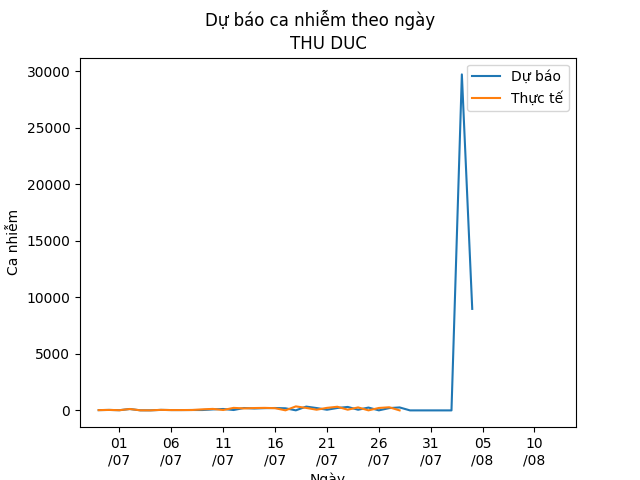 Dự báo ca nhiễm theo ngày
THU DUC
30000
25000
20000
15000
10000
5000
0
Ca nhiễm
Dự báo
Thực tế
01 06 11 16 21 26 31 05 10
/07 /07 /07 /07 /07 /07 /07 /08 /08
Ngày